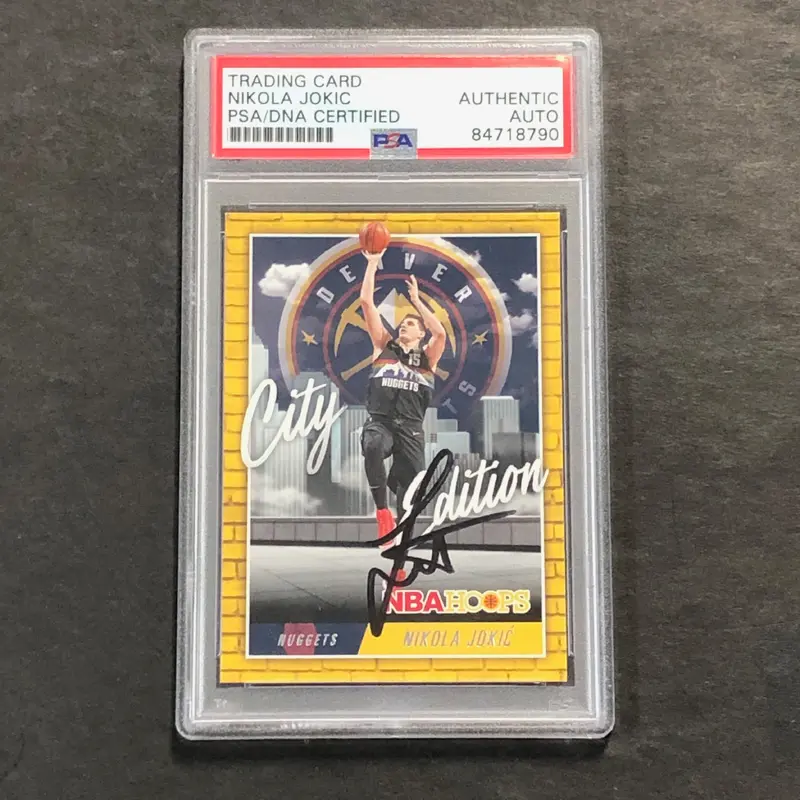 TRADING CARD
NIKOLA JOKIC
PSA/DNA CERTIFIED
AUTHENTIC
AUTO
84718790
PSA
DENVER
15
NUGGETS
City
Edition
NBA HOOPS
NUGGETS
NIKOLA JOKIĆ